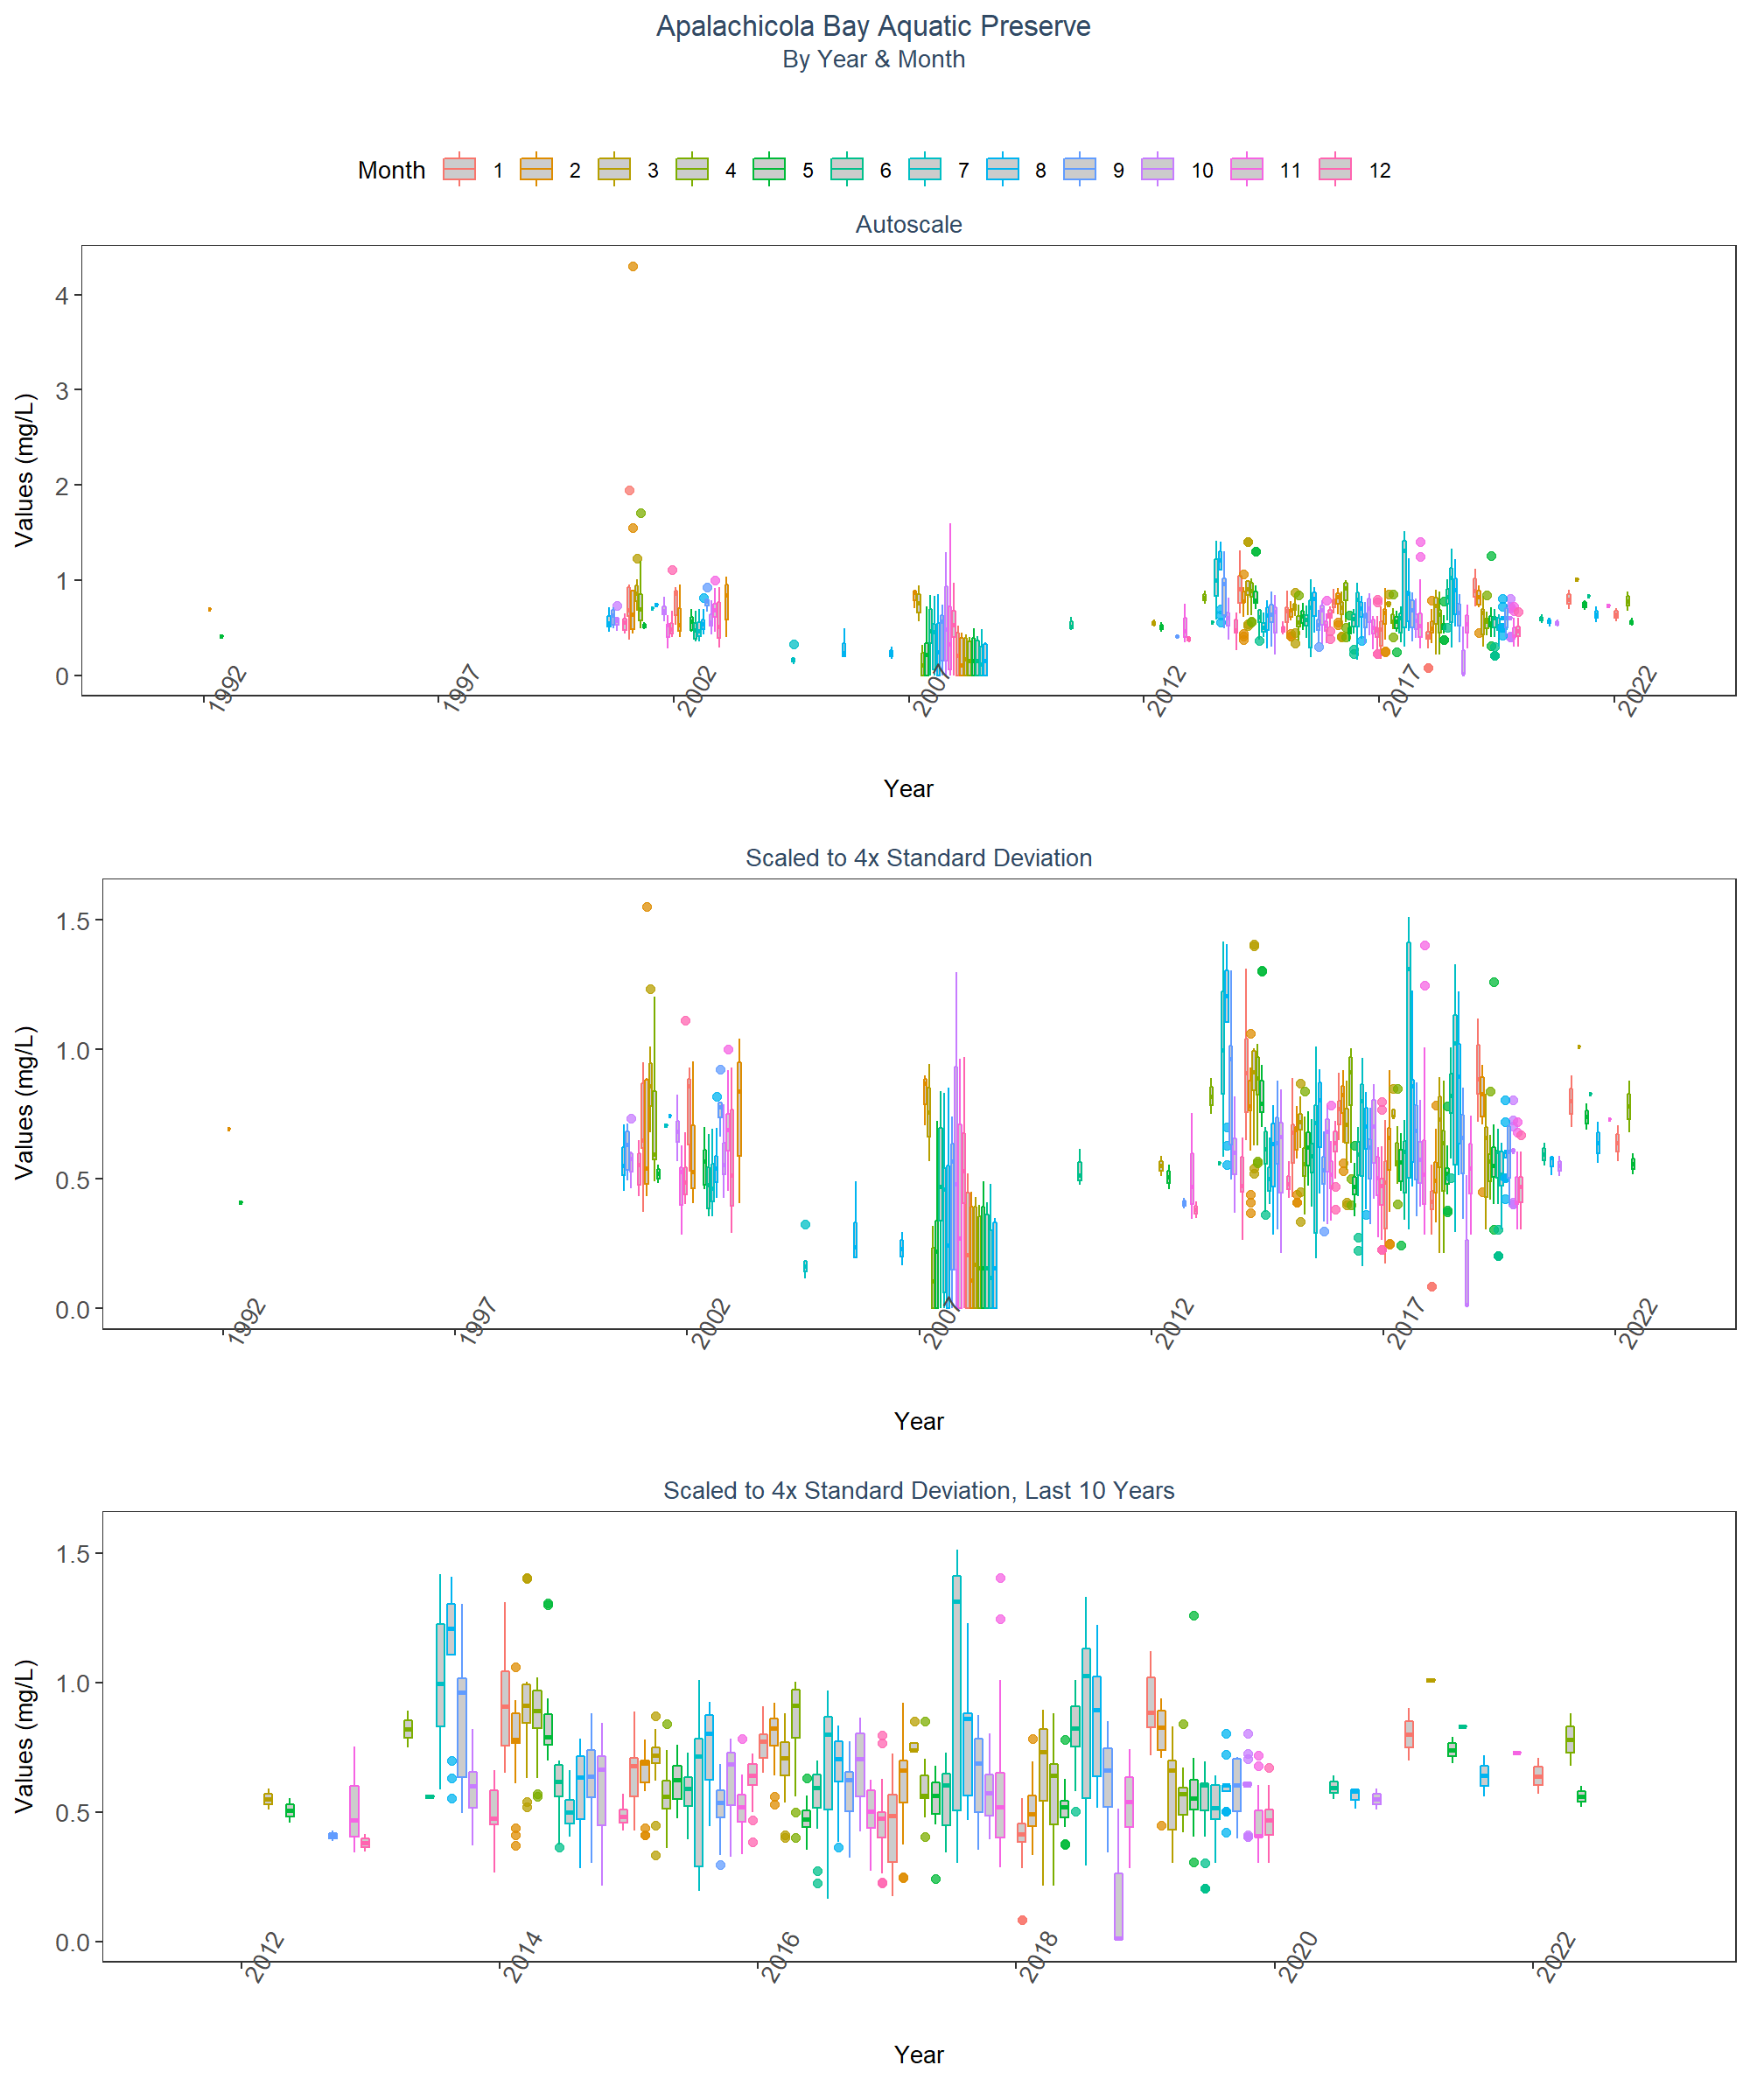 Apalachicola Bay Aquatic Preserve
By Year & Month
Month 1 2 3 4 5 6 7 8 9 10 11 12
Autoscale
Values (mg/L)
4
3
2
1
0
1992 1997 2002 2007 2012 2017 2022
Year
Scaled to 4x Standard Deviation
Values (mg/L)
1.5
1.0
0.5
0.0
1992 1997 2002 2007 2012 2017 2022
Year
Scaled to 4x Standard Deviation, Last 10 Years
Values (mg/L)
1.5
1.0
0.5
0.0
2012 2014 2016 2018 2020 2022
Year